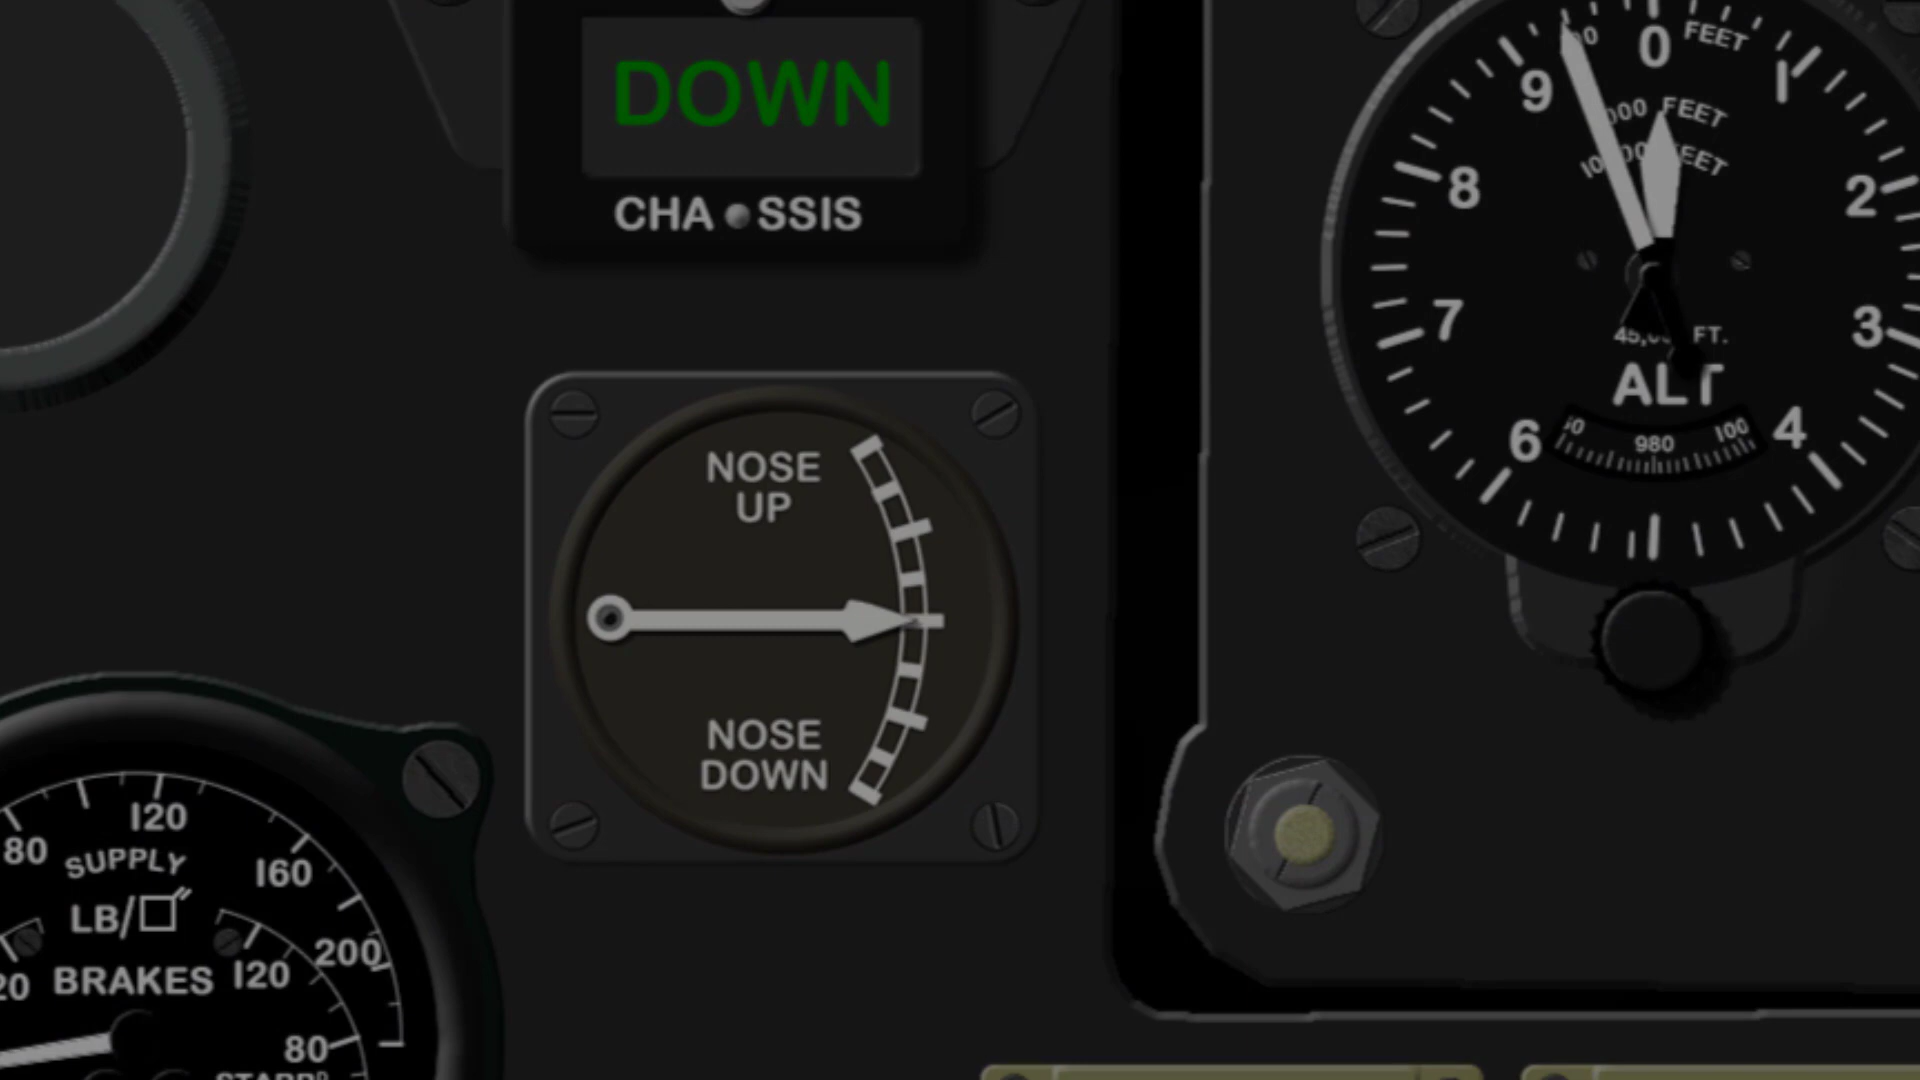 DOWN
CHA SSIS
NOSE
UP
NOSE
DOWN
0
FEET
1
2
3
4
6
7
8
9
FEET
FT.
ALT
980
100
80
120
160
200
SUPPLY
LB/
BRAKES
120
80